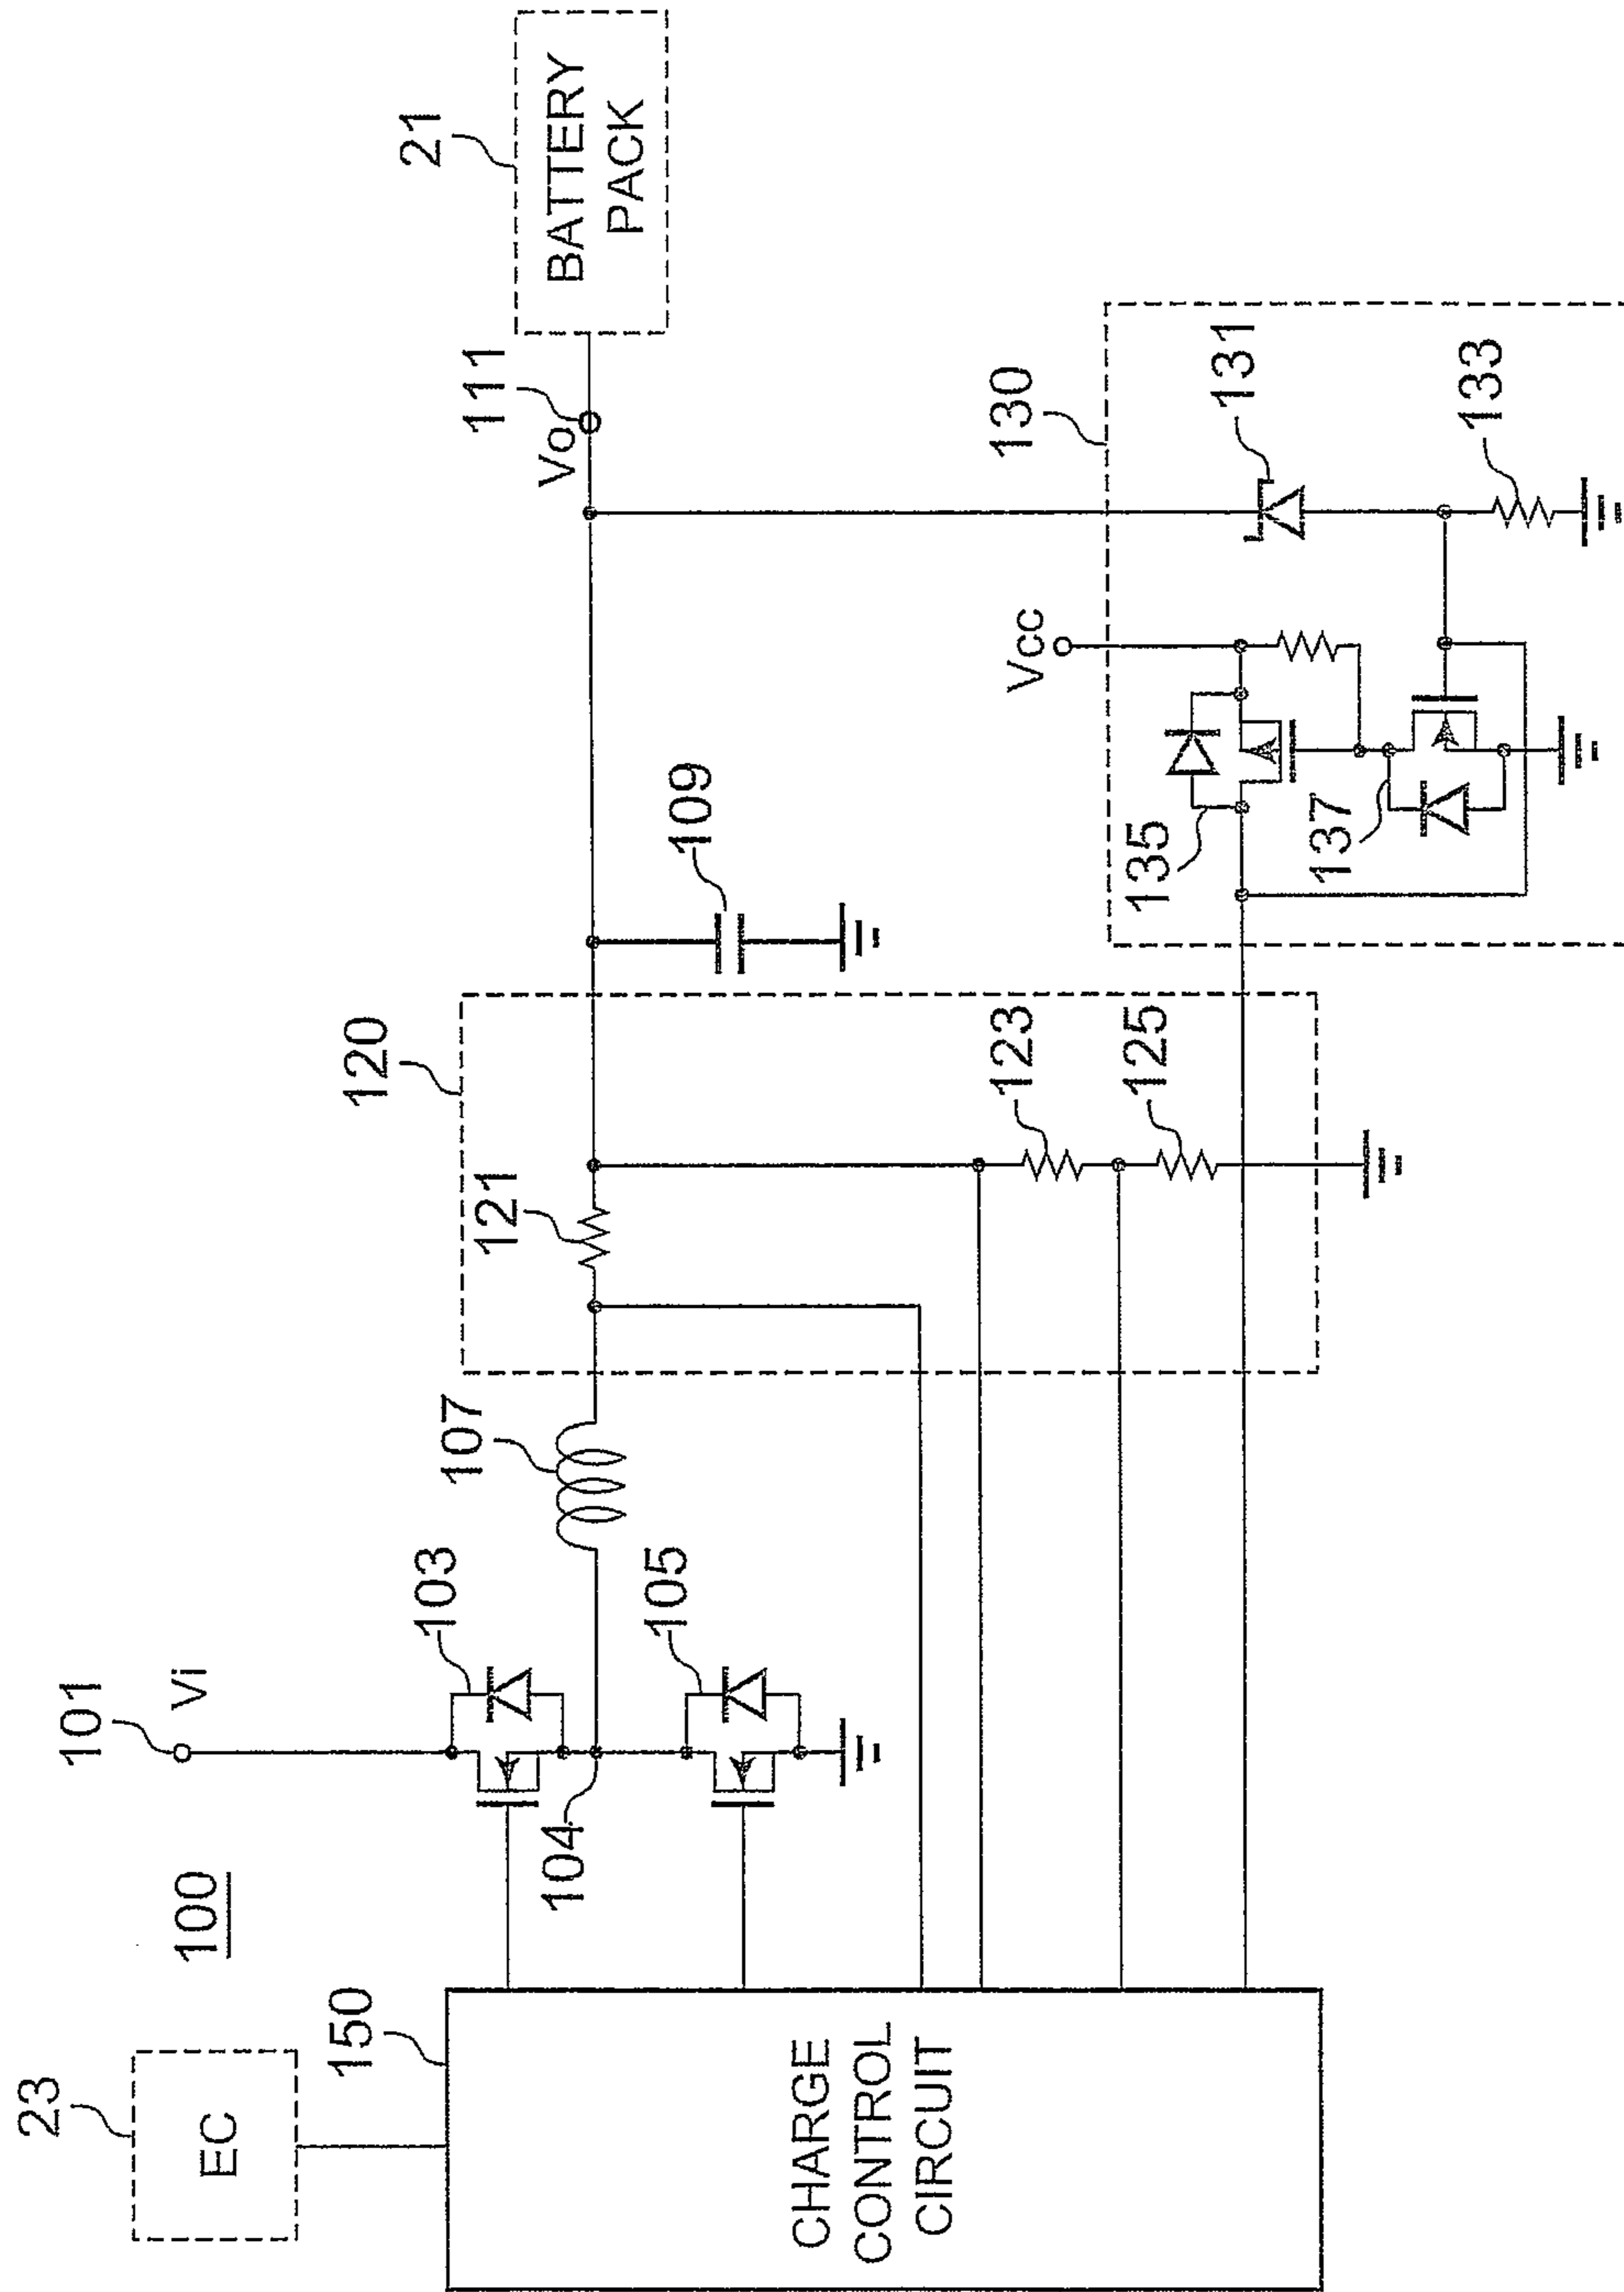 23
EC
100
101
Vi
150
CHARGE
CONTROL
CIRCUIT
103
104
105
107
120
121
123
125
109
Vo
111
21
BATTERY
PACK
130
Vcc
131
133
135
137